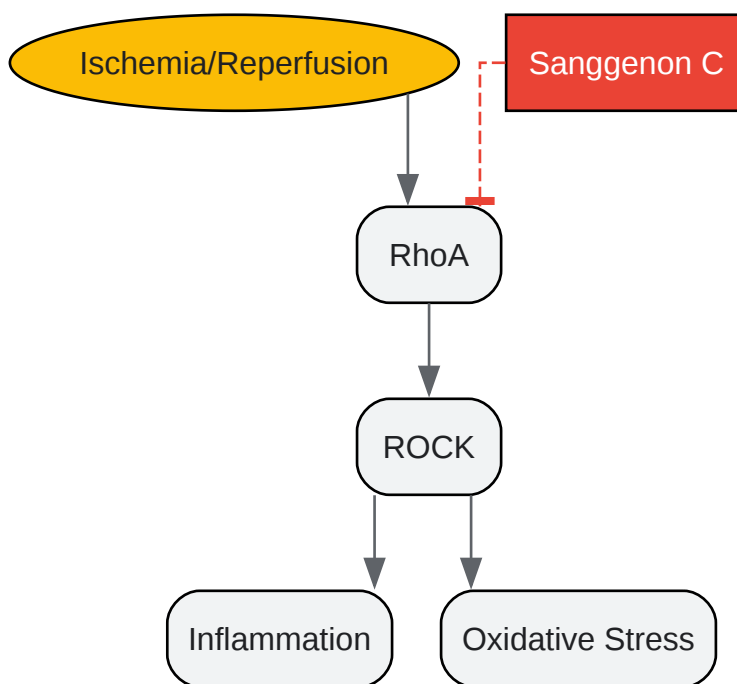 Ischemia/Reperfusion
Sanggenon C
RhoA
ROCK
Inflammation
Oxidative Stress